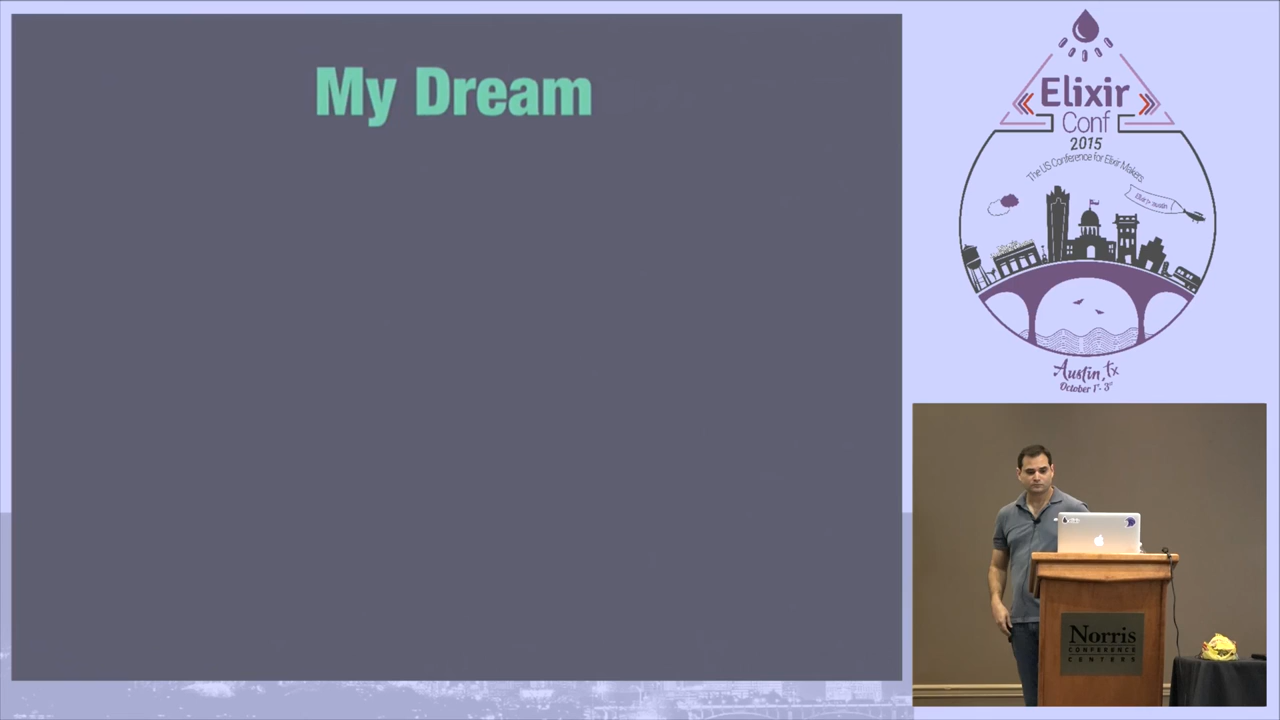 My Dream
Elixir
Conf
2015
The US Conference for Elixir Makers
Austin, Tx
October 1st - 3rd
Norris
CONFERENCE
CENTERS